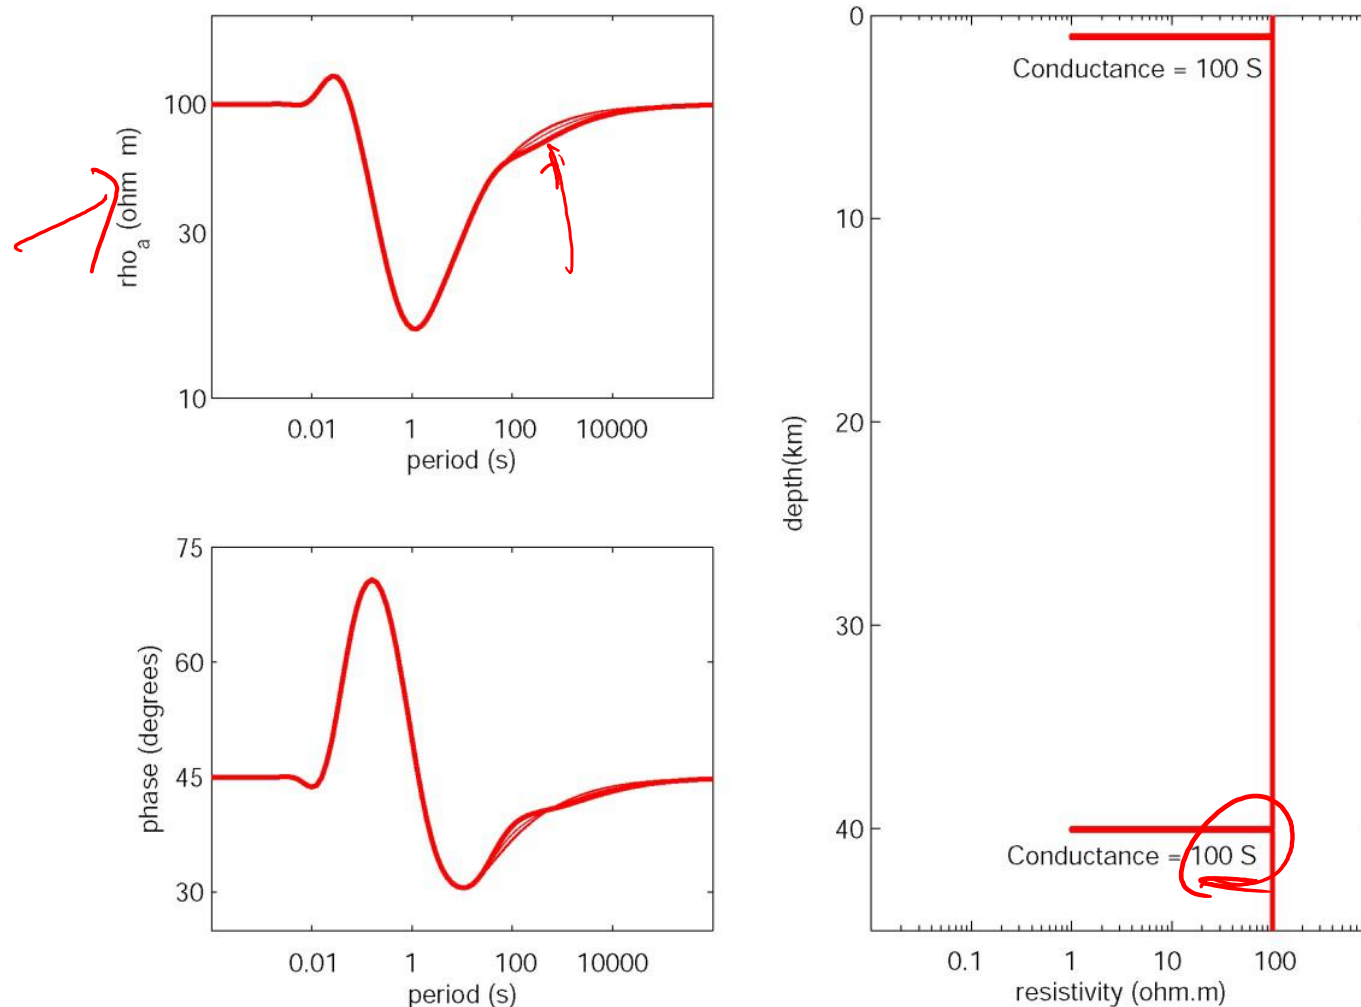 100
30
10
rho_a (ohm m)
0.01 1 100 10000
period (s)
75
60
45
30
phase (degrees)
0.01 1 100 10000
period (s)
0
10
20
30
40
depth(km)
Conductance = 100 S
Conductance = 100 S
0.1 1 10 100
resistivity (ohm.m)